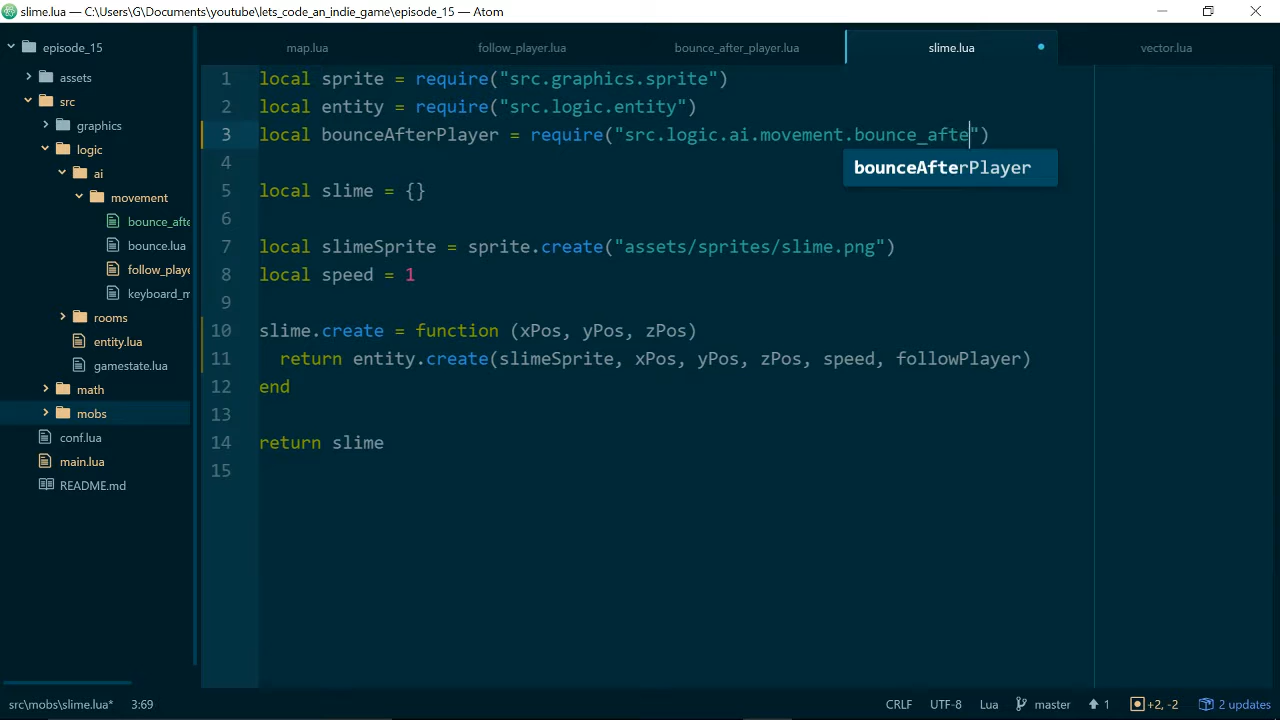 slime.lua — C:\Users\G\Documents\youtube\lets_code_an_indie_game\episode_15 — Atom
episode_15
assets
src
graphics
logic
ai
movement
bounce_afte
bounce.lua
follow_playe
keyboard_m
rooms
entity.lua
gamestate.lua
math
mobs
conf.lua
main.lua
README.md
map.lua follow_player.lua bounce_after_player.lua slime.lua vector.lua
1 local sprite = require("src.graphics.sprite")
2 local entity = require("src.logic.entity")
3 local bounceAfterPlayer = require("src.logic.ai.movement.bounce_afte")
bounceAfterPlayer
4
5 local slime = {}
6
7 local slimeSprite = sprite.create("assets/sprites/slime.png")
8 local speed = 1
9
10 slime.create = function (xPos, yPos, zPos)
11 return entity.create(slimeSprite, xPos, yPos, zPos, speed, followPlayer)
12 end
13
14 return slime
15
src\mobs\slime.lua* 3:69 CRLF UTF-8 Lua master 1 +2, -2 2 updates